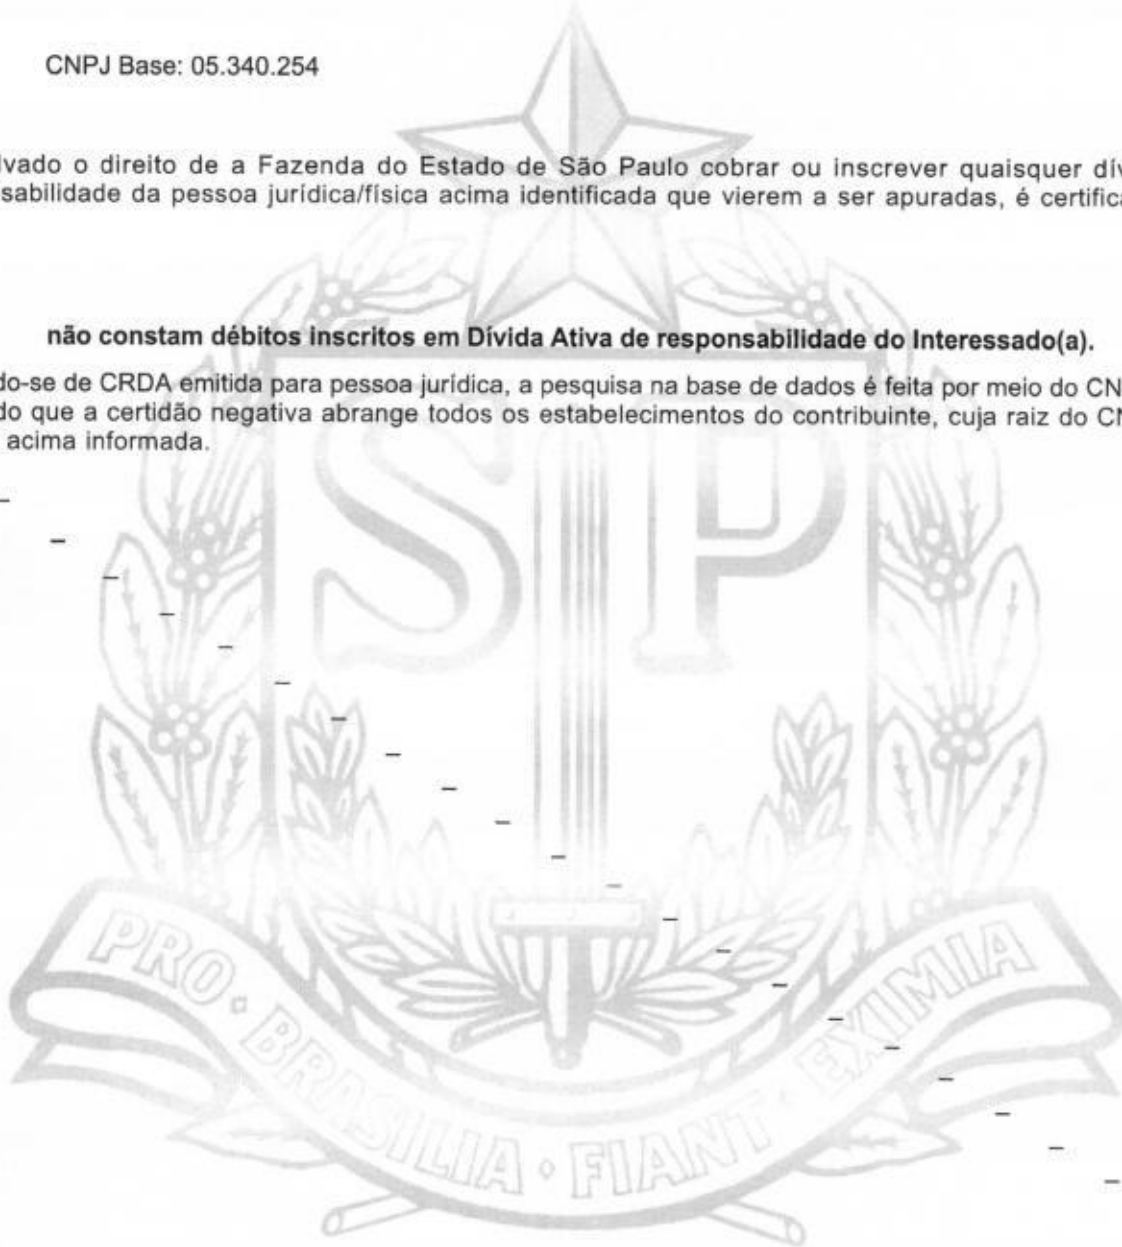 CNPJ Base: 05.340.254
lvado o direito de a Fazenda do Estado de São Paulo cobrar ou inscrever quaisquer dív
sabilidade da pessoa jurídica/física acima identificada que vierem a ser apuradas, é certifica
não constam débitos inscritos em Dívida Ativa de responsabilidade do Interessado(a).
do-se de CRDA emitida para pessoa jurídica, a pesquisa na base de dados é feita por meio do CN
do que a certidão negativa abrange todos os estabelecimentos do contribuinte, cuja raiz do CN
acima informada.
SP
PRO · BRASILIA · FIANT · EXIMIA